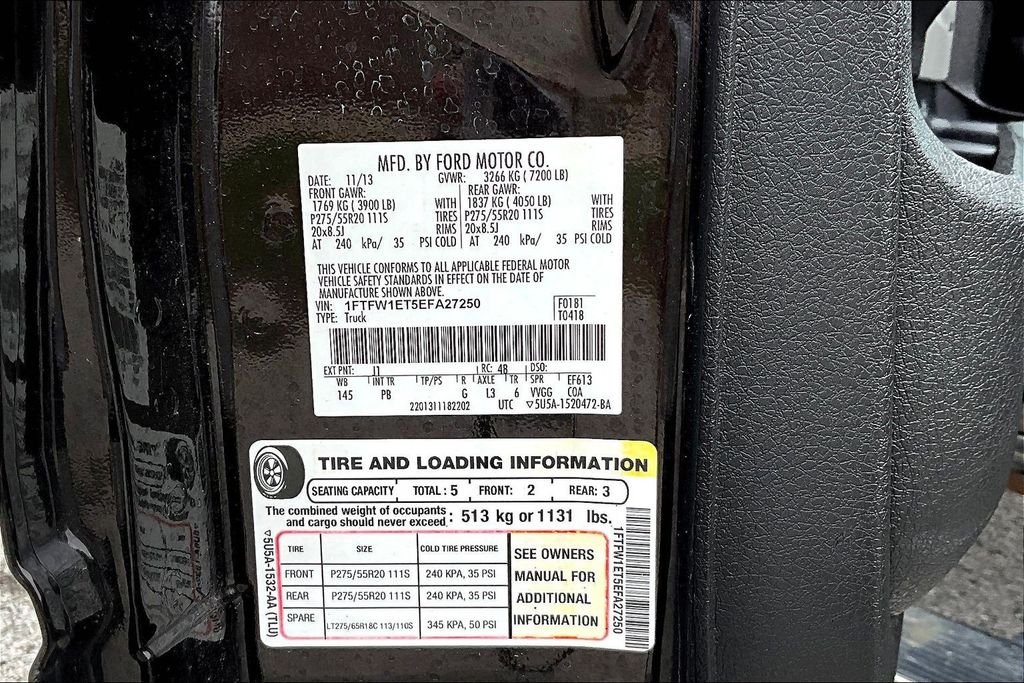 MFD. BY FORD MOTOR CO.
DATE: 11/13 GVWR: 3266 KG ( 7200 LB)
FRONT GAWR: REAR GAWR:
1769 KG ( 3900 LB) WITH 1837 KG ( 4050 LB) WITH
P275/55R20 111S TIRES P275/55R20 111S TIRES
20x8.5J RIMS 20x8.5J RIMS
AT 240 kPa/ 35 PSI COLD AT 240 kPa/ 35 PSI COLD
THIS VEHICLE CONFORMS TO ALL APPLICABLE FEDERAL MOTOR
VEHICLE SAFETY STANDARDS IN EFFECT ON THE DATE OF
MANUFACTURE SHOWN ABOVE.
VIN: 1FTFW1ET5EFA27250 F0181
TYPE: Truck T0418
EXT PNT: J1 RC: 4B DSO:
WB INT TR TP/PS R AXLE TR SPR EF613
145 PB G L3 6 VVGG COA
2201311182202 UTC ▽5U5A-1520472-BA
TIRE AND LOADING INFORMATION
SEATING CAPACITY TOTAL: 5 FRONT: 2 REAR: 3
The combined weight of occupants
and cargo should never exceed : 513 kg or 1131 lbs.
TIRE SIZE COLD TIRE PRESSURE
FRONT P275/55R20 111S 240 KPA, 35 PSI
REAR P275/55R20 111S 240 KPA, 35 PSI
SPARE LT275/65R18C 113/110S 345 KPA, 50 PSI
SEE OWNERS
MANUAL FOR
ADDITIONAL
INFORMATION
▽5U5A-1532-AA (TLU)
1FTFW1ET5EFA27250